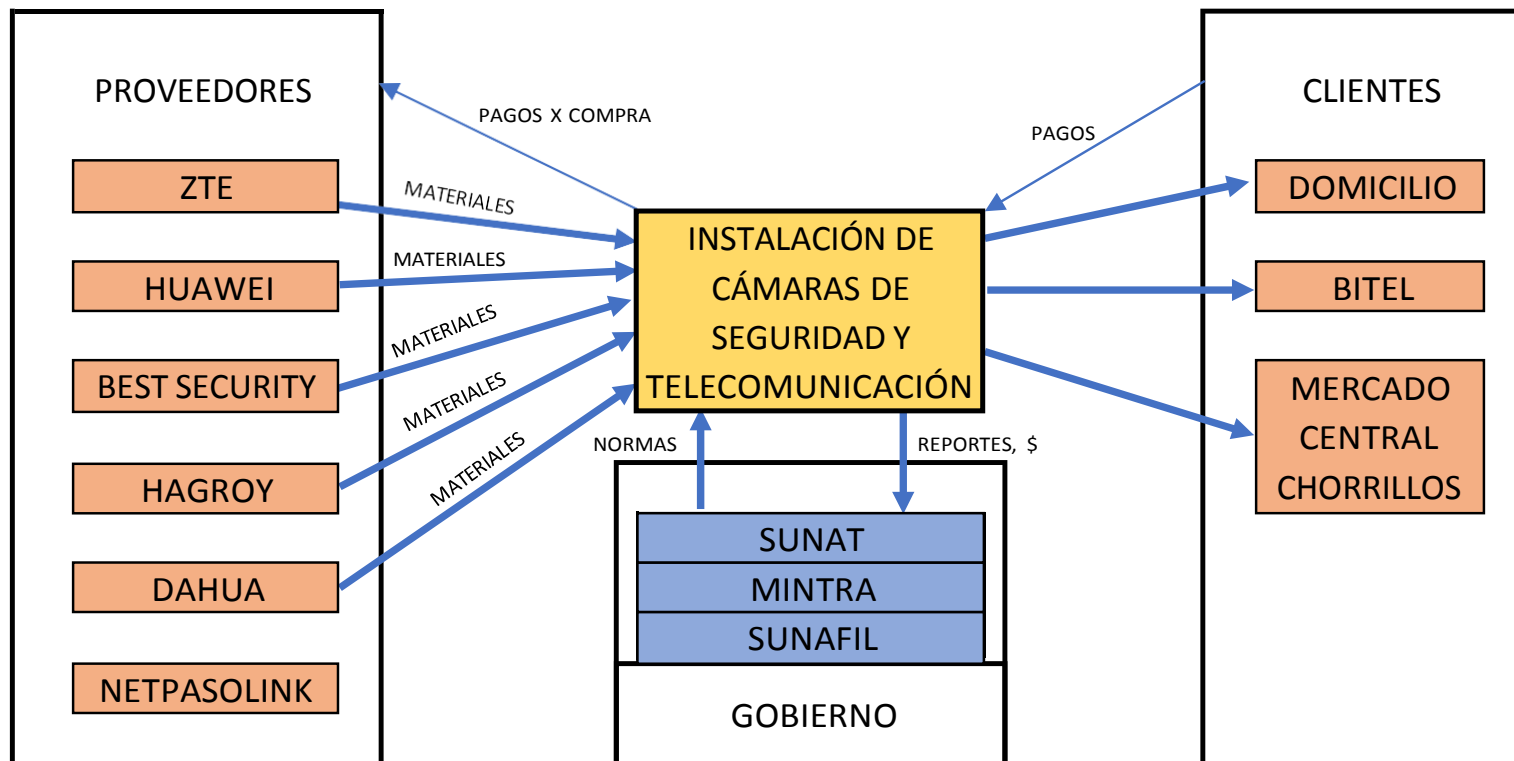 PROVEEDORES
ZTE
HUAWEI
BEST SECURITY
HAGROY
DAHUA
NETPASOLINK
PAGOS X COMPRA
MATERIALES
MATERIALES
MATERIALES
MATERIALES
MATERIALES
INSTALACIÓN DE
CÁMARAS DE
SEGURIDAD Y
TELECOMUNICACIÓN
NORMAS
REPORTES, $
SUNAT
MINTRA
SUNAFIL
GOBIERNO
PAGOS
CLIENTES
DOMICILIO
BITEL
MERCADO
CENTRAL
CHORRILLOS